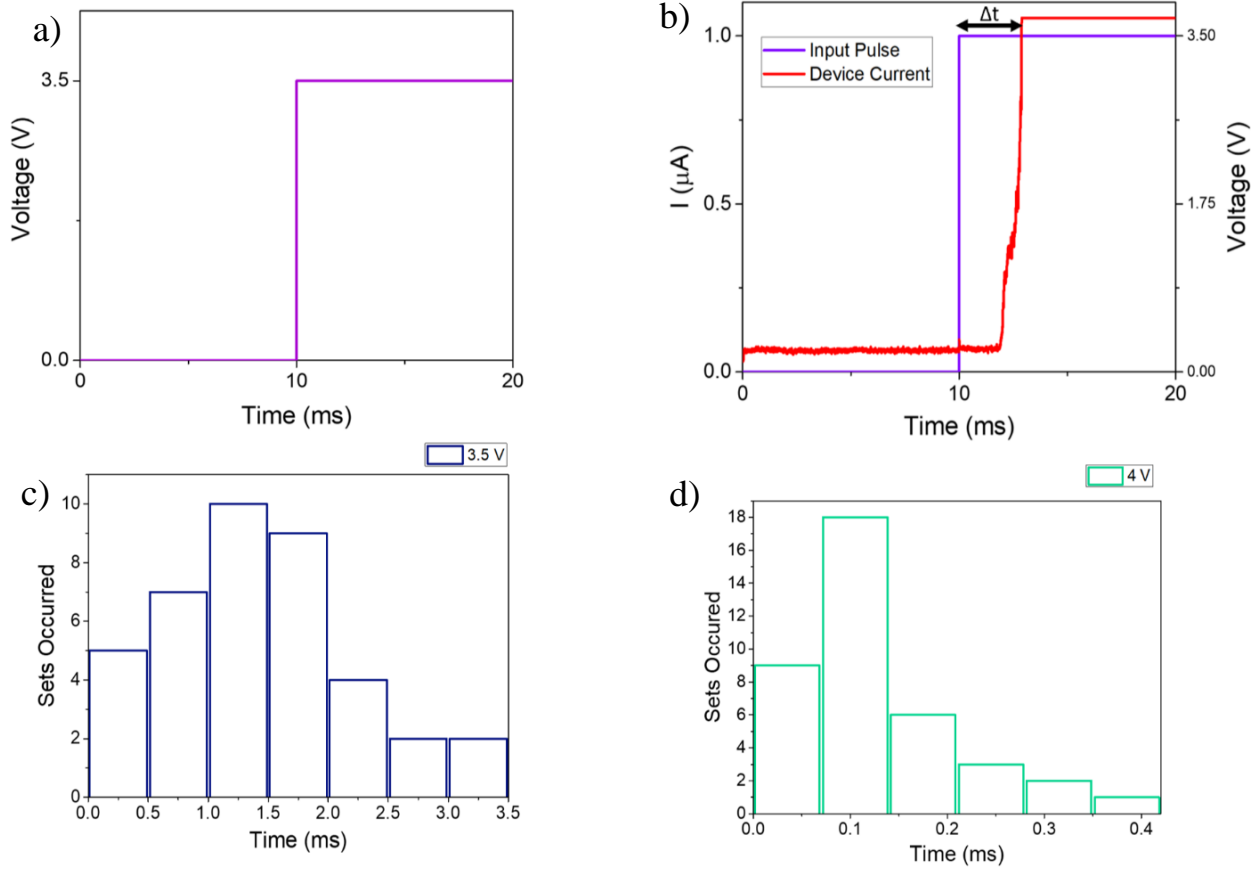 a)
3.5
0.0
Voltage (V)
0
10
20
Time (ms)
b)
Δt
1.0
0.5
0.0
I (μA)
Input Pulse
Device Current
3.50
1.75
0.00
Voltage (V)
0
10
20
Time (ms)
c)
3.5 V
10
8
6
4
2
0
Sets Occurred
0.0
0.5
1.0
1.5
2.0
2.5
3.0
3.5
Time (ms)
d)
4 V
18
16
14
12
10
8
6
4
2
0
Sets Occured
0.0
0.1
0.2
0.3
0.4
Time (ms)